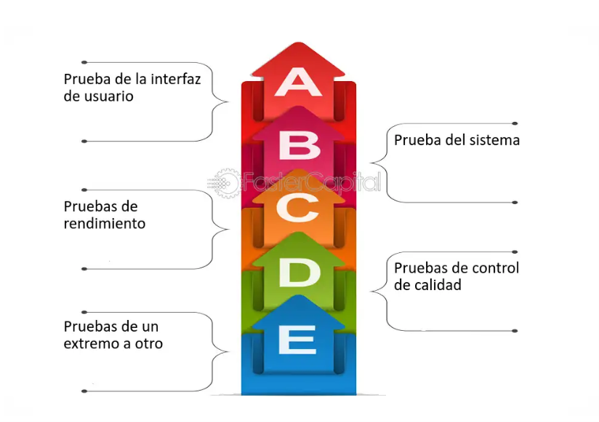 Prueba de la interfaz
de usuario
A
Prueba del sistema
B
FasterCapital
Pruebas de
rendimiento
C
Pruebas de control
de calidad
D
Pruebas de un
extremo a otro
E